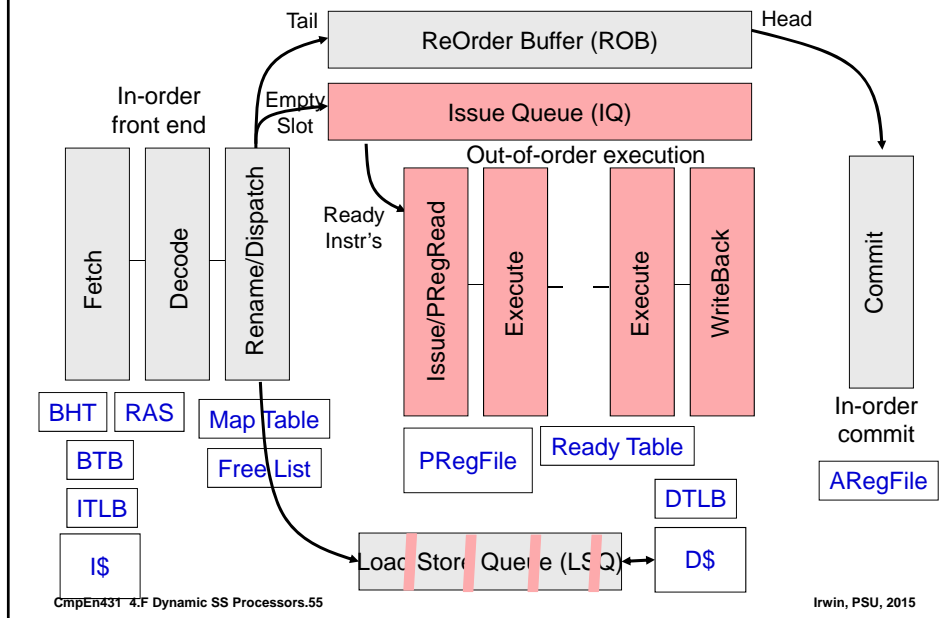 Tail
ReOrder Buffer (ROB)
Head
In-order
front end
Empty
Slot
Issue Queue (IQ)
Out-of-order execution
Ready
Instr's
Fetch
Decode
Rename/Dispatch
Issue/PRegRead
Execute
Execute
WriteBack
Commit
BHT
RAS
Map Table
BTB
Free List
ITLB
I$
PRegFile
Ready Table
In-order
commit
ARegFile
DTLB
Load Store Queue (LSQ)
D$
CmpEn431 4.F Dynamic SS Processors.55
Irwin, PSU, 2015